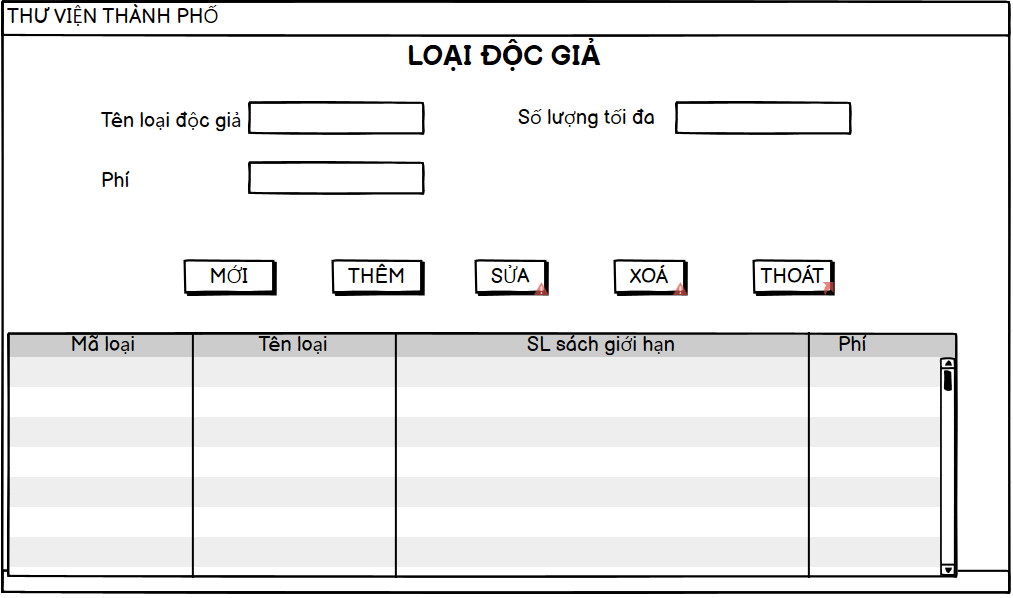 THƯ VIỆN THÀNH PHỐ
LOẠI ĐỘC GIẢ
Tên loại độc giả
Số lượng tối đa
Phí
MỚI THÊM SỬA XOÁ THOÁT
Mã loại Tên loại SL sách giới hạn Phí